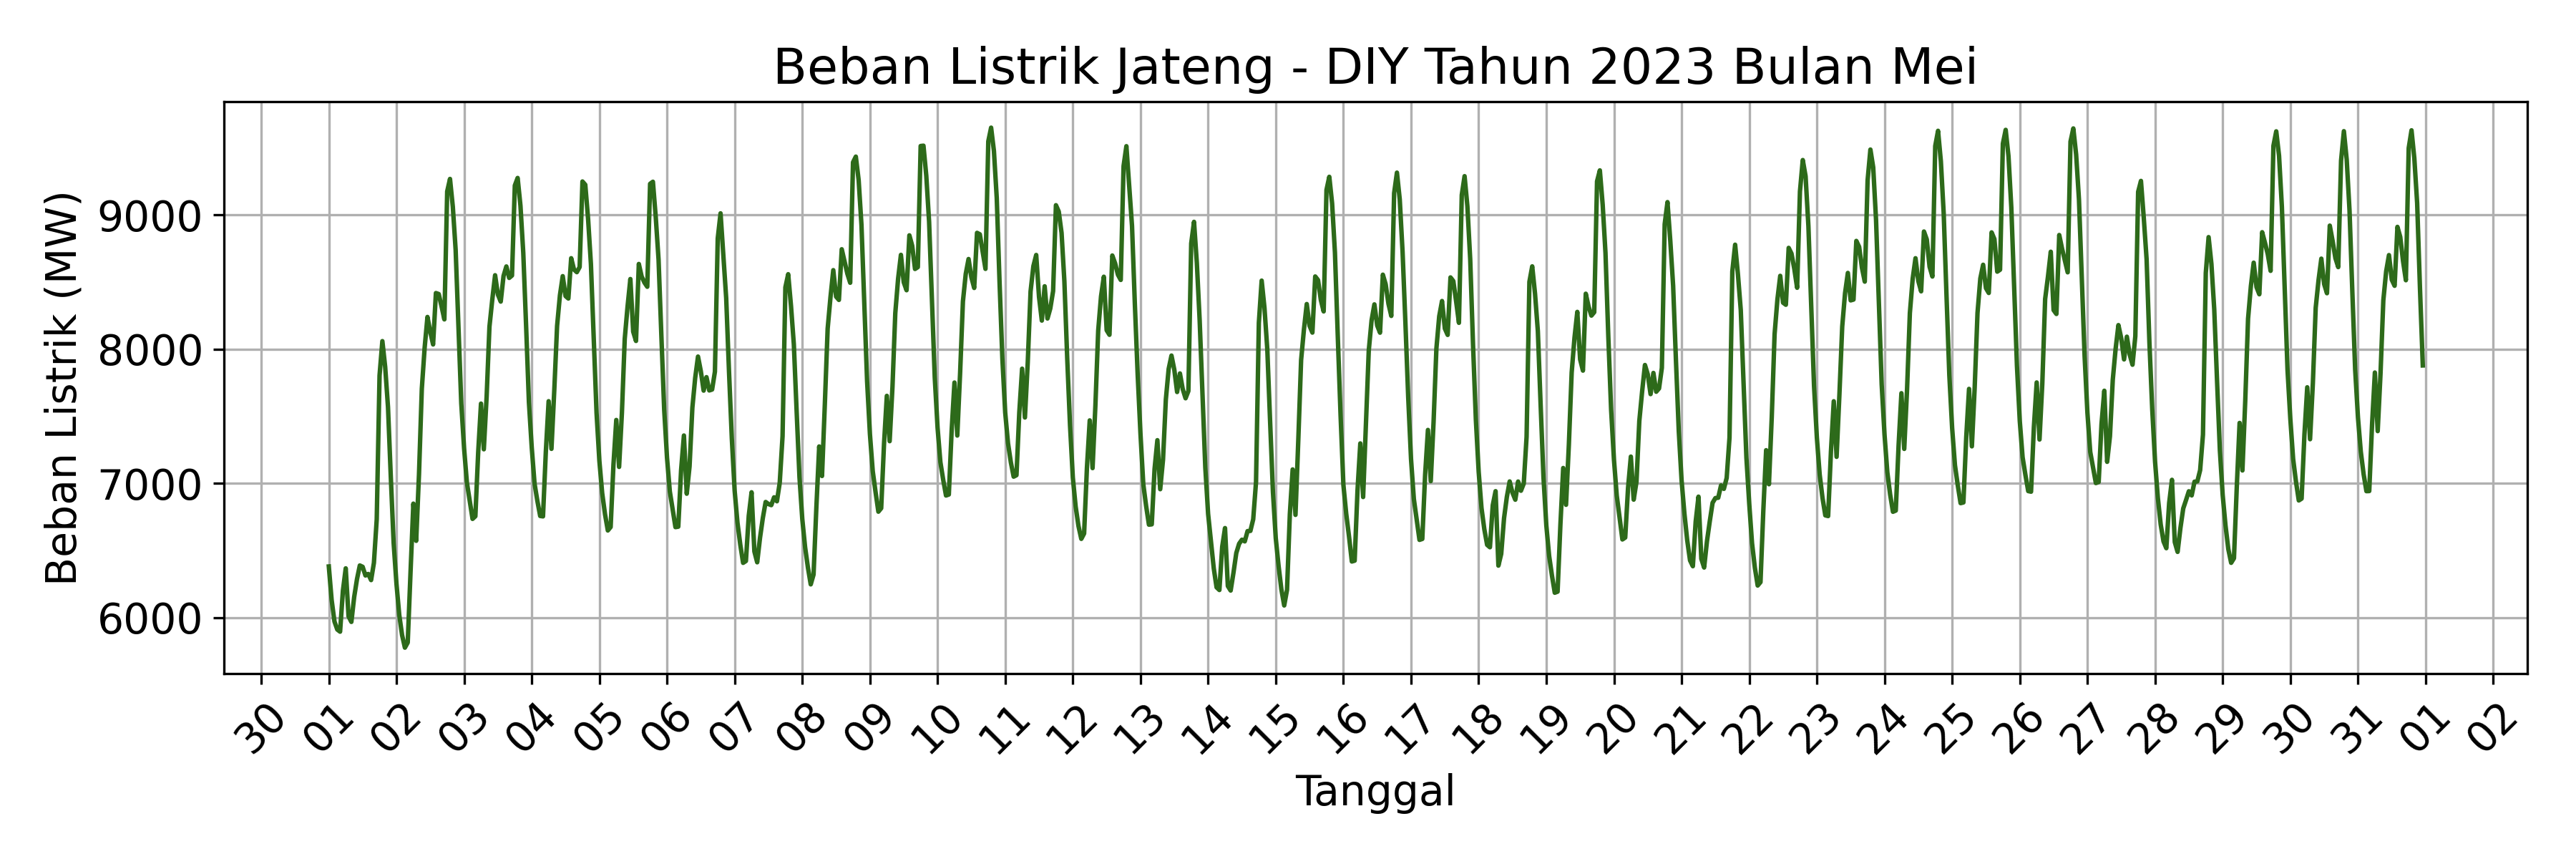 Beban Listrik Jateng - DIY Tahun 2023 Bulan Mei
Beban Listrik (MW)
9000
8000
7000
6000
30 01 02 03 04 05 06 07 08 09 10 11 12 13 14 15 16 17 18 19 20 21 22 23 24 25 26 27 28 29 30 31 01 02
Tanggal